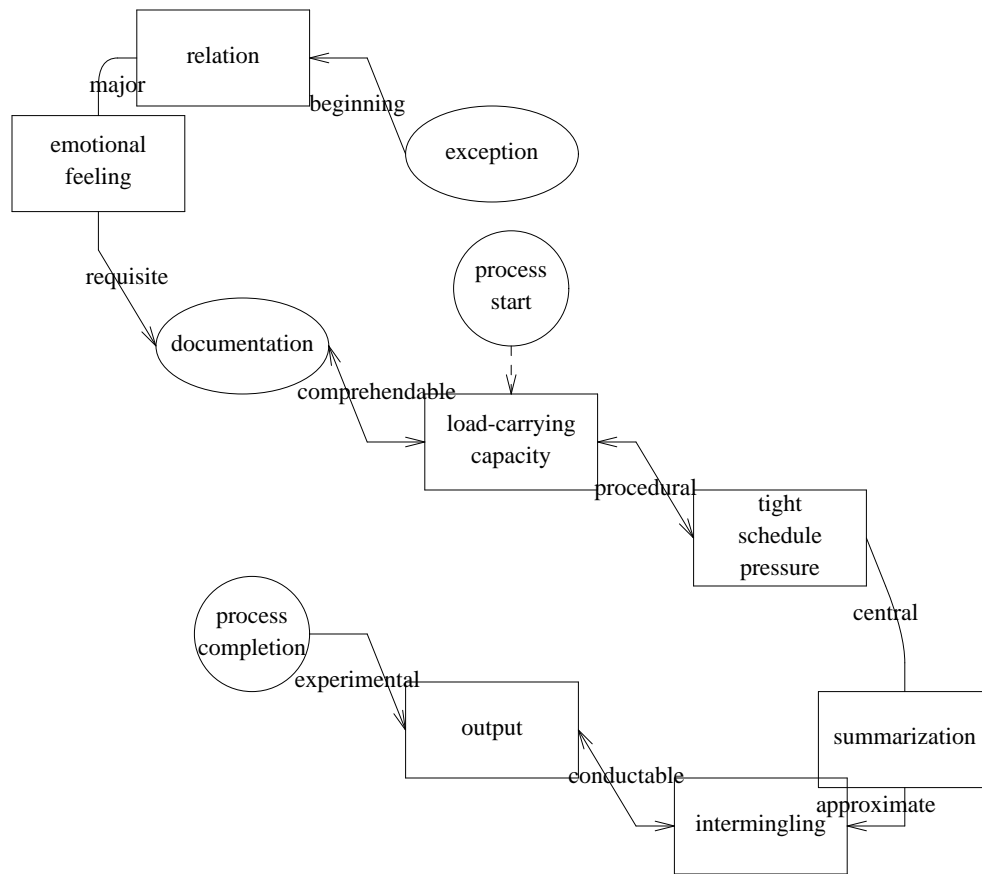 relation
major
beginning
emotional
feeling
exception
requisite
process
start
documentation
comprehendable
load-carrying
capacity
procedural
tight
schedule
pressure
central
process
completion
experimental
output
summarization
conductable
approximate
intermingling